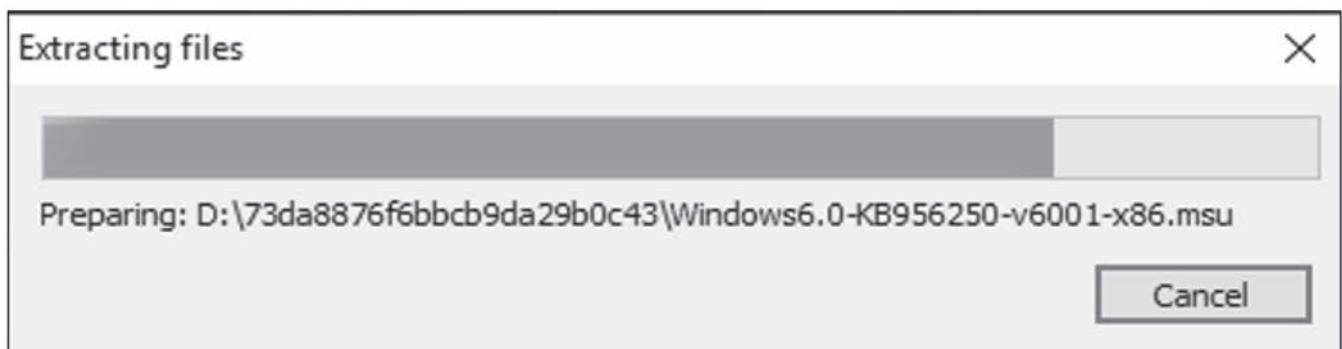 Extracting files
Preparing: D:\73da8876f6bbcb9da29b0c43\Windows6.0-KB956250-v6001-x86.msu
Cancel